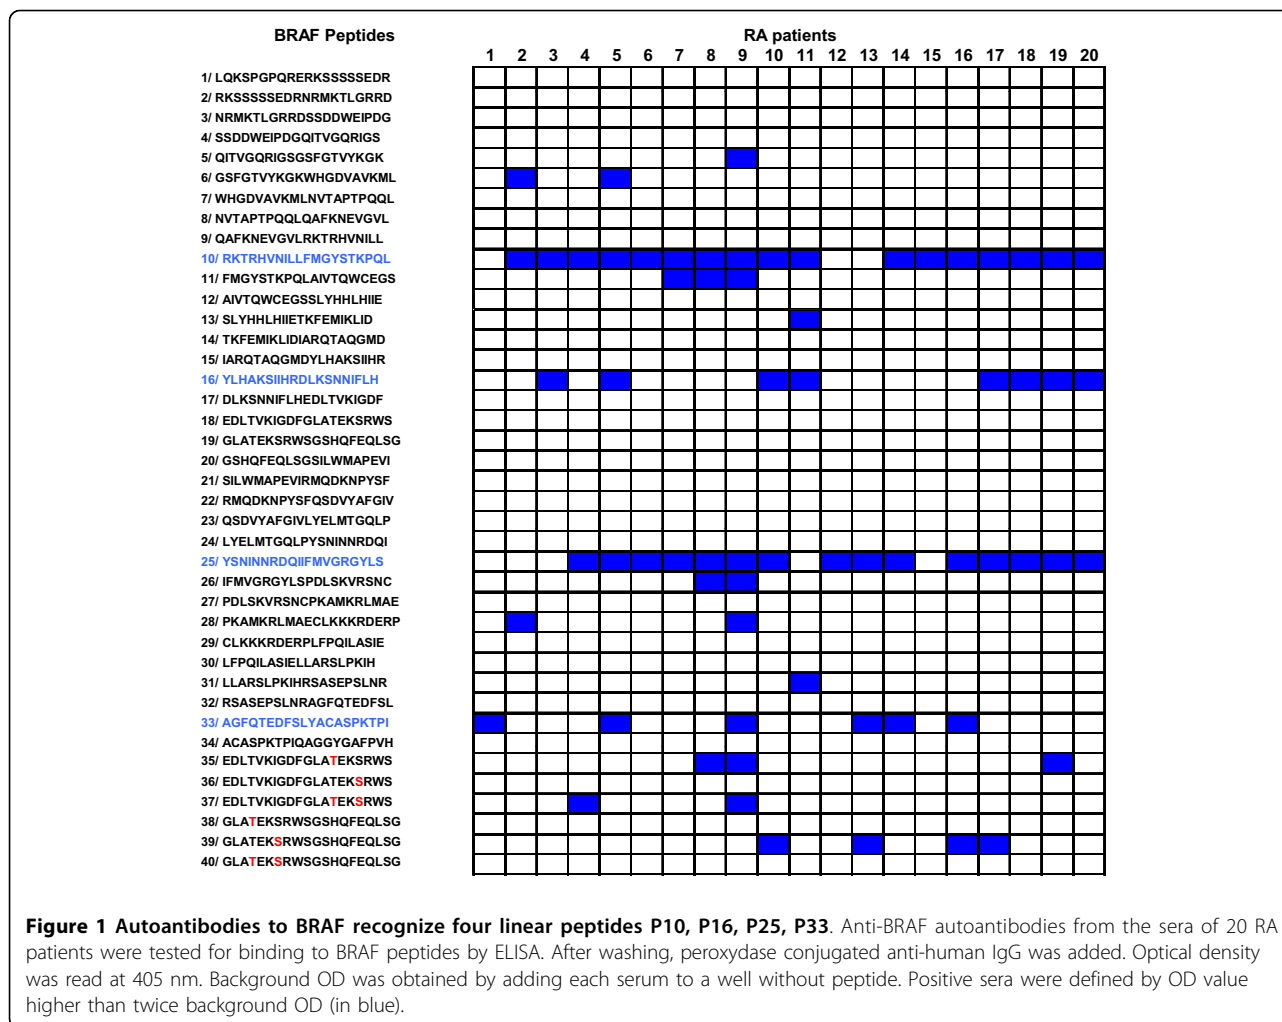 BRAF Peptides RA patients
1 2 3 4 5 6 7 8 9 10 11 12 13 14 15 16 17 18 19 20
1/ LQKSPGPQRERKSSSSSEDR
2/ RKSSSSSEDRNRMKTLGRRD
3/ NRMKTLGRRDSSDDWEIPDG
4/ SSDDWEIPDGQITVGQRIGS
5/ QITVGQRIGSGSFGTVYKGK
6/ GSFGTVYKGKWHGDVAVKML
7/ WHGDVAVKMLNVTAPTPQQL
8/ NVTAPTPQQLQAFKNEVGVL
9/ QAFKNEVGVLRKTRHVNILL
10/ RKTRHVNILLFMGYSTKPQL
11/ FMGYSTKPQLAIVTQWCEGS
12/ AIVTQWCEGSSLYHHLHIIE
13/ SLYHHLHIIETKFEMIKLID
14/ TKFEMIKLIDIARQTAQGMD
15/ IARQTAQGMDYLHAKSIIHR
16/ YLHAKSIIHRDLKSNNIFLH
17/ DLKSNNIFLHEDLTVKIGDF
18/ EDLTVKIGDFGLATEKSRWS
19/ GLATEKSRWSGSHQFEQLSG
20/ GSHQFEQLSGSILWMAPEVI
21/ SILWMAPEVIRMQDKNPYSF
22/ RMQDKNPYSFQSDVYAFGIV
23/ QSDVYAFGIVLYELMTGQLP
24/ LYELMTGQLPYSNINNRDQI
25/ YSNINNRDQIIFMVGRGYLS
26/ IFMVGRGYLSPDLSKVRSNC
27/ PDLSKVRSNCPKAMKRLMAE
28/ PKAMKRLMAECLKKKRDERP
29/ CLKKKRDERPLFPQILASIE
30/ LFPQILASIELLARSLPKIH
31/ LLARSLPKIHRSASEPSLNR
32/ RSASEPSLNRAGFQTEDFSL
33/ AGFQTEDFSLYACASPKTPI
34/ ACASPKTPIQAGGYGAFPVH
35/ EDLTVKIGDFGLATEKSRWS
36/ EDLTVKIGDFGLATEKSRWS
37/ EDLTVKIGDFGLATEKSRWS
38/ GLATEKSRWSGSHQFEQLSG
39/ GLATEKSRWSGSHQFEQLSG
40/ GLATEKSRWSGSHQFEQLSG
Figure 1 Autoantibodies to BRAF recognize four linear peptides P10, P16, P25, P33. Anti-BRAF autoantibodies from the sera of 20 RA
patients were tested for binding to BRAF peptides by ELISA. After washing, peroxydase conjugated anti-human IgG was added. Optical density
was read at 405 nm. Background OD was obtained by adding each serum to a well without peptide. Positive sera were defined by OD value
higher than twice background OD (in blue).